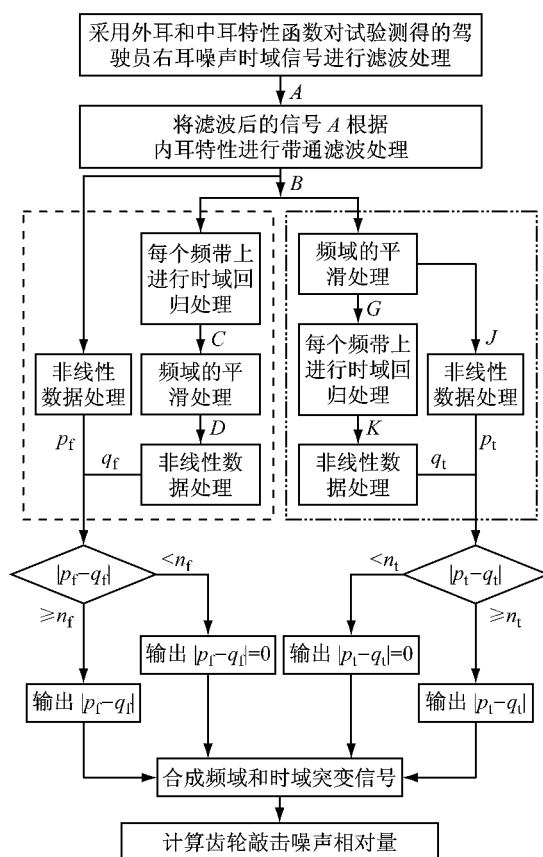 采用外耳和中耳特性函数对试验测得的驾
驶员右耳噪声时域信号进行滤波处理
A
将滤波后的信号 A 根据
内耳特性进行带通滤波处理
B
每个频带上
进行时域回
归处理
C
频域的平
滑处理
D
非线性
数据处理
p_f
q_f
非线性数
据处理
频域的平
滑处理
G
J
每个频带上
进行时域回
归处理
K
非线性
数据处理
非线性数
据处理
q_t
p_t
|p_f−q_f|
<n_f
≥n_f
<n_t
|p_t−q_t|
≥n_t
输出 |p_f−q_f|=0
输出 |p_t−q_t|=0
输出 |p_f−q_f|
输出 |p_t−q_t|
合成频域和时域突变信号
计算齿轮敲击噪声相对量